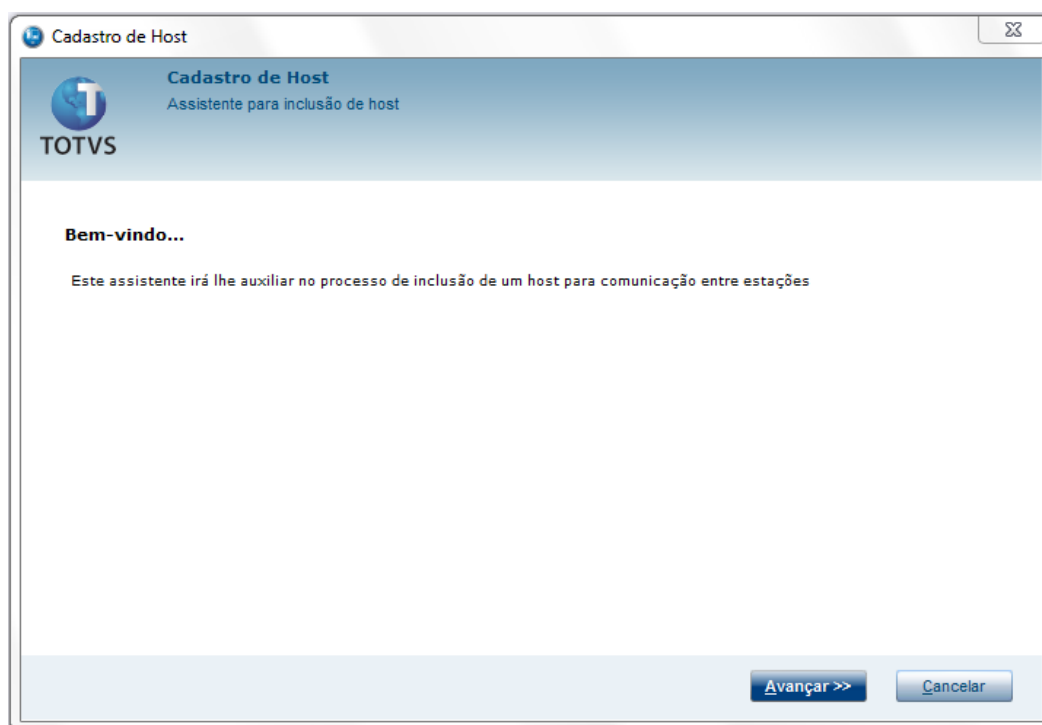 Cadastro de Host
Cadastro de Host
Assistente para inclusão de host
T
TOTVS
Bem-vindo...
Este assistente irá lhe auxiliar no processo de inclusão de um host para comunicação entre estações
Avançar >>
Cancelar